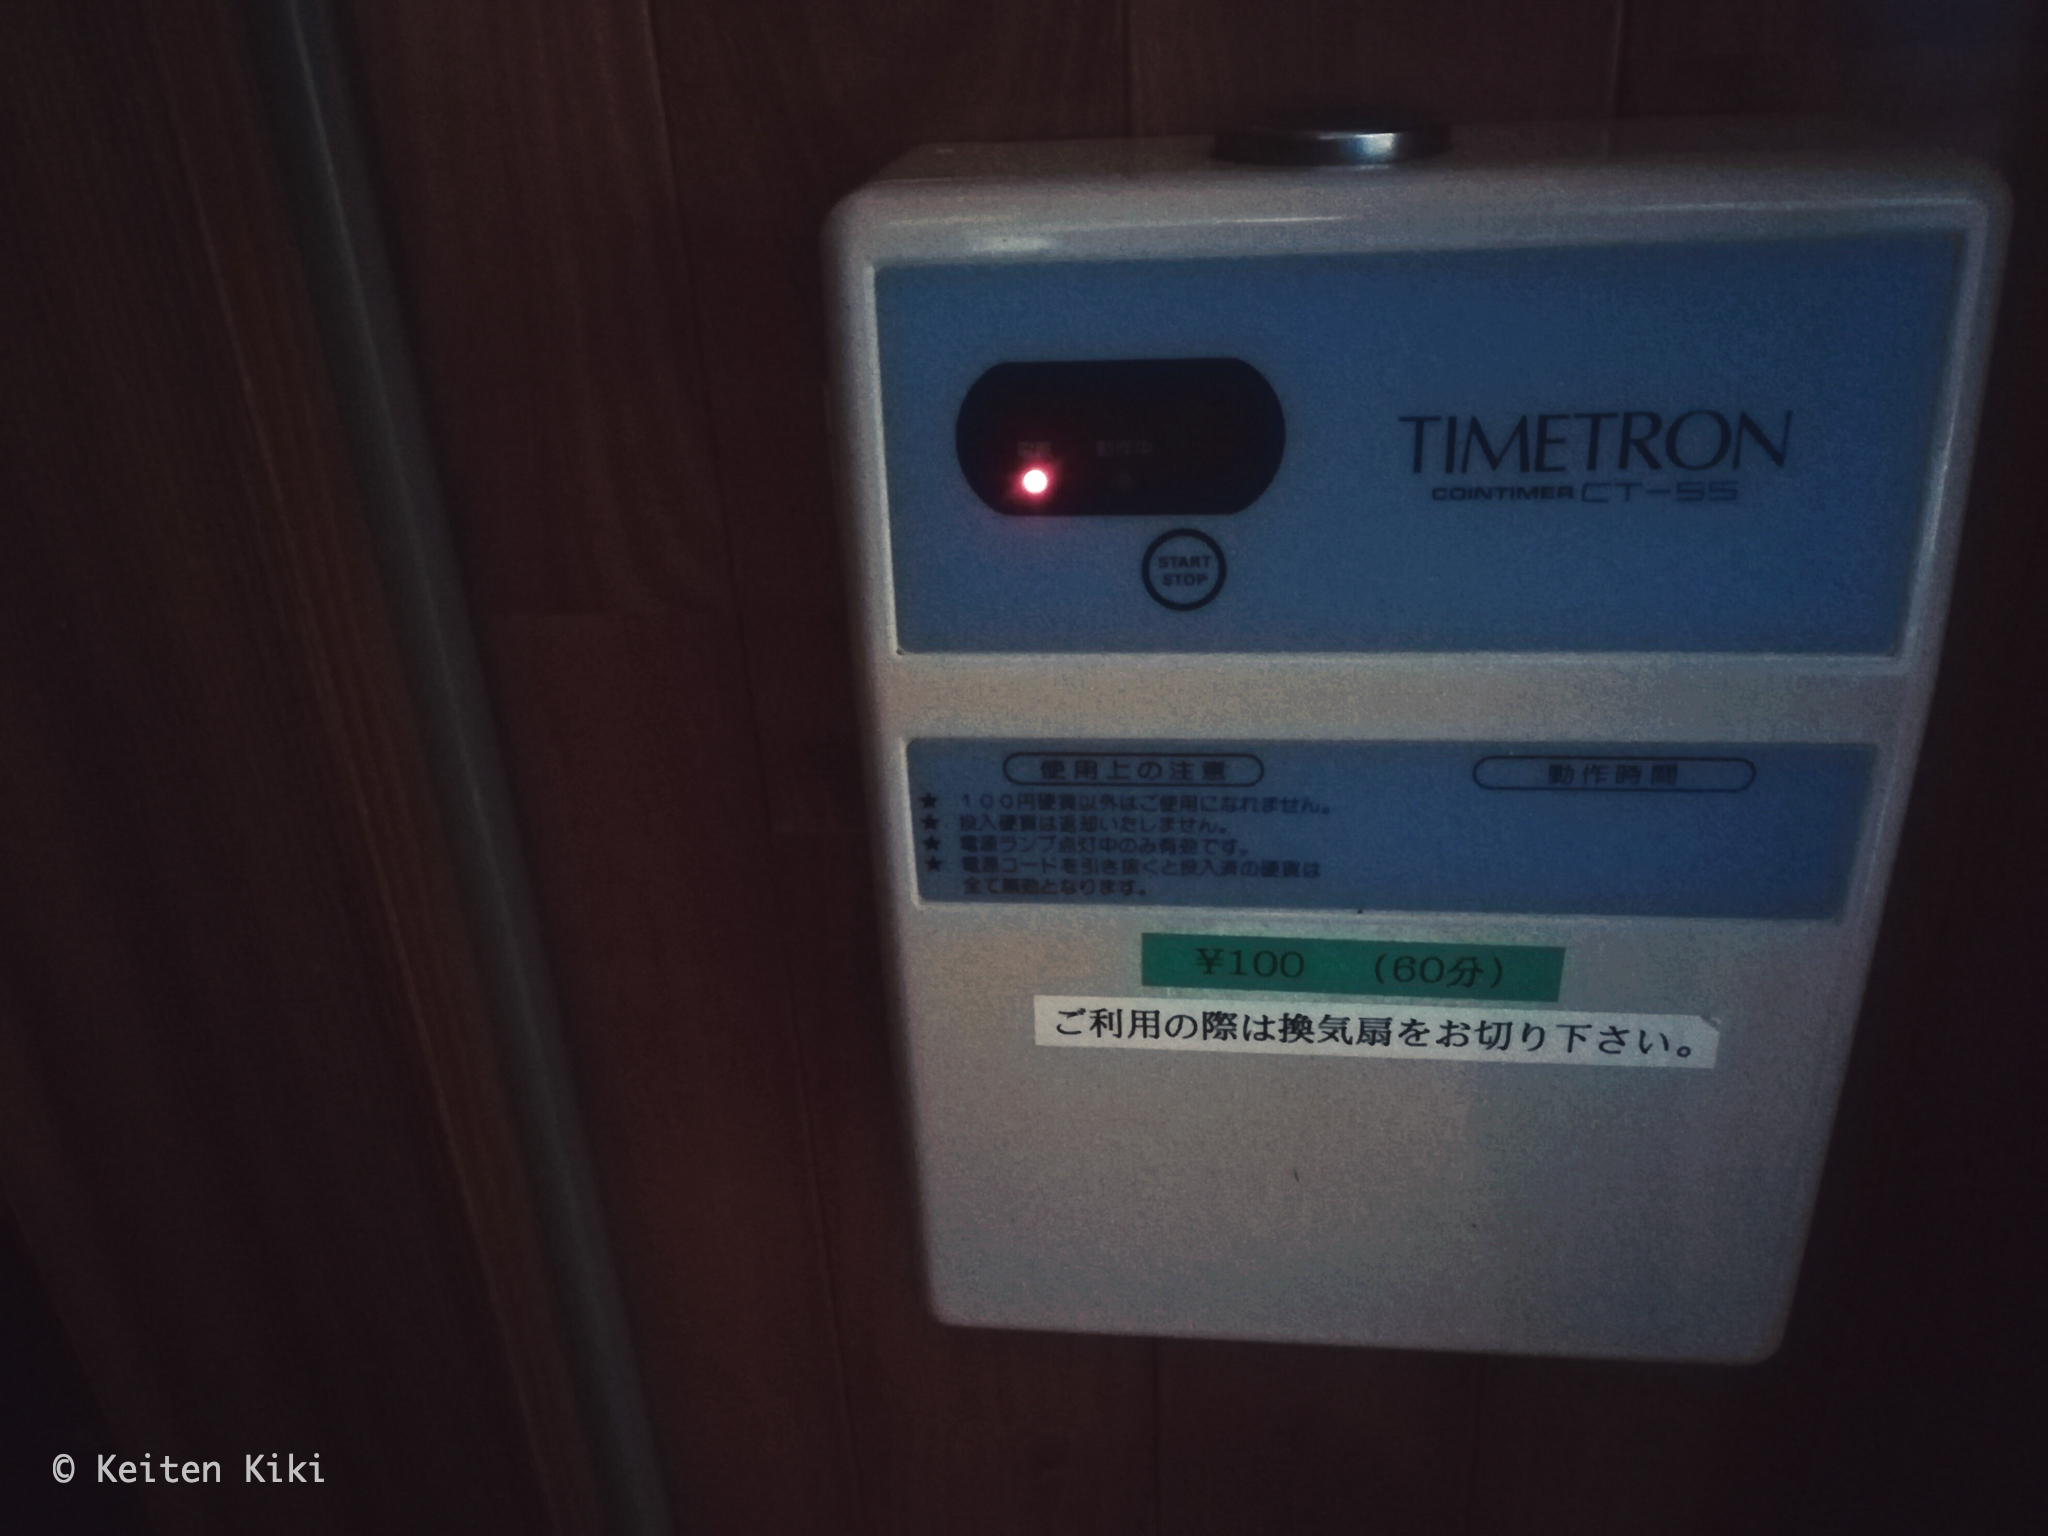 電源 動作中
START
STOP
TIMETRON
COINTIMER CT-55
使用上の注意
★ 100円硬貨以外はご使用になれません。
★ 投入硬貨は返却いたしません。
★ 電源ランプ点灯中のみ有効です。
★ 電源コードを引き抜くと投入済の硬貨は
全て無効となります。
動作時間
¥100 (60分)
ご利用の際は換気扇をお切り下さい。
© Keiten Kiki